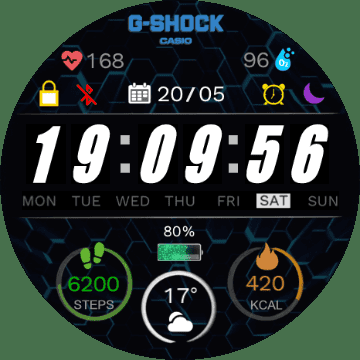 G-SHOCK
CASIO
168 96 O2
20/05
19:09:56
MON TUE WED THU FRI SAT SUN
80%
6200 17° 420
STEPS KCAL